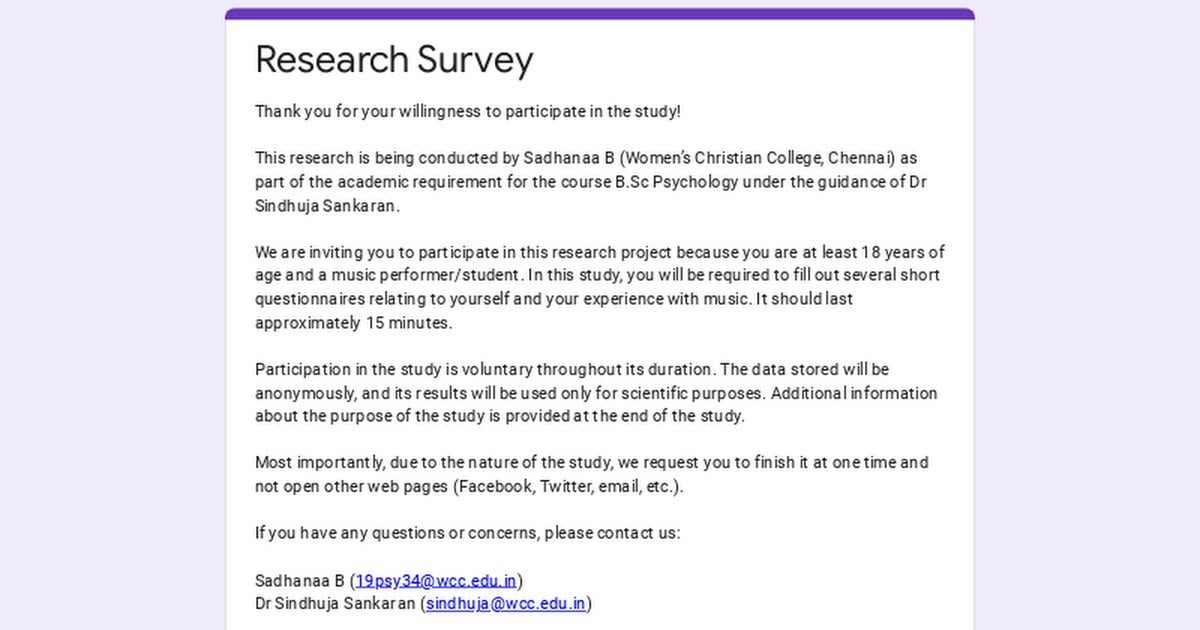 Research Survey
Thank you for your willingness to participate in the study!
This research is being conducted by Sadhanaa B (Women's Christian College, Chennai) as
part of the academic requirement for the course B.Sc Psychology under the guidance of Dr
Sindhuja Sankaran.
We are inviting you to participate in this research project because you are at least 18 years of
age and a music performer/student. In this study, you will be required to fill out several short
questionnaires relating to yourself and your experience with music. It should last
approximately 15 minutes.
Participation in the study is voluntary throughout its duration. The data stored will be
anonymously, and its results will be used only for scientific purposes. Additional information
about the purpose of the study is provided at the end of the study.
Most importantly, due to the nature of the study, we request you to finish it at one time and
not open other web pages (Facebook, Twitter, email, etc.).
If you have any questions or concerns, please contact us:
Sadhanaa B (19psy34@wcc.edu.in)
Dr Sindhuja Sankaran (sindhuja@wcc.edu.in)